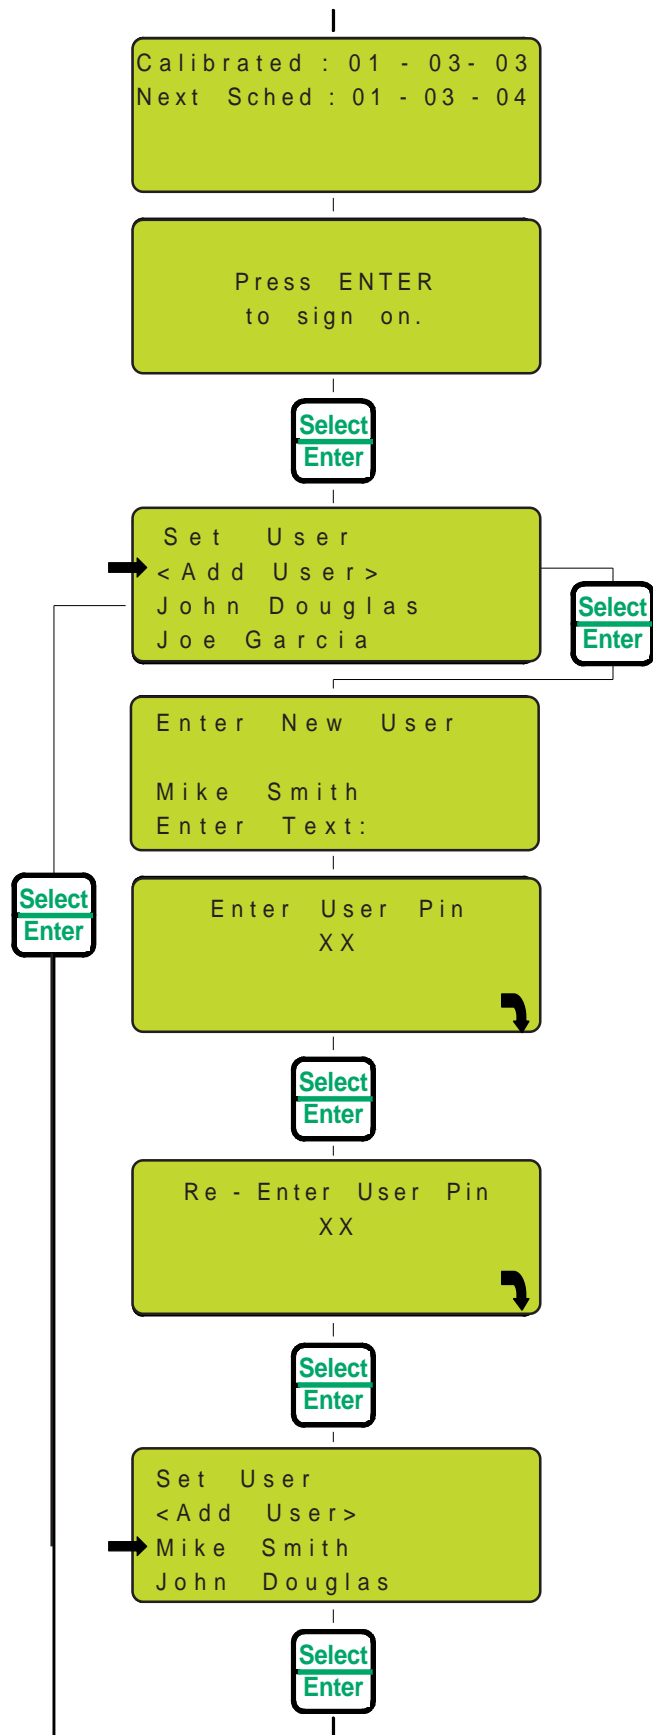 Calibrated : 01 - 03- 03
Next Sched : 01 - 03 - 04
Press ENTER
to sign on.
Select
Enter
Set User
<Add User>
John Douglas
Joe Garcia
Select
Enter
Enter New User
Mike Smith
Enter Text:
Select
Enter
Enter User Pin
XX
Select
Enter
Re - Enter User Pin
XX
Select
Enter
Set User
<Add User>
Mike Smith
John Douglas
Select
Enter